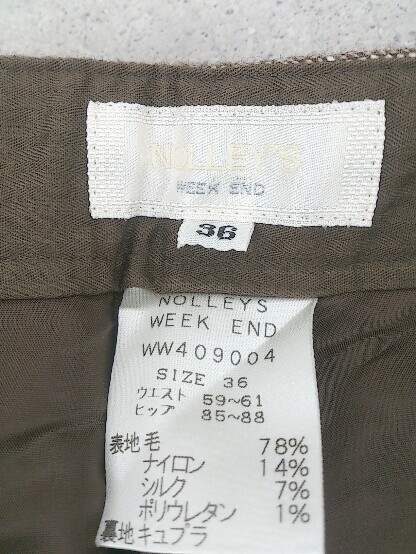 NOLLEY'S
WEEK END
36
NOLLEYS
WEEK END
WW409004
SIZE 36
ウエスト 59~61
ヒップ 85~88
表地 毛 78%
ナイロン 14%
シルク 7%
ポリウレタン 1%
裏地 キュプラ